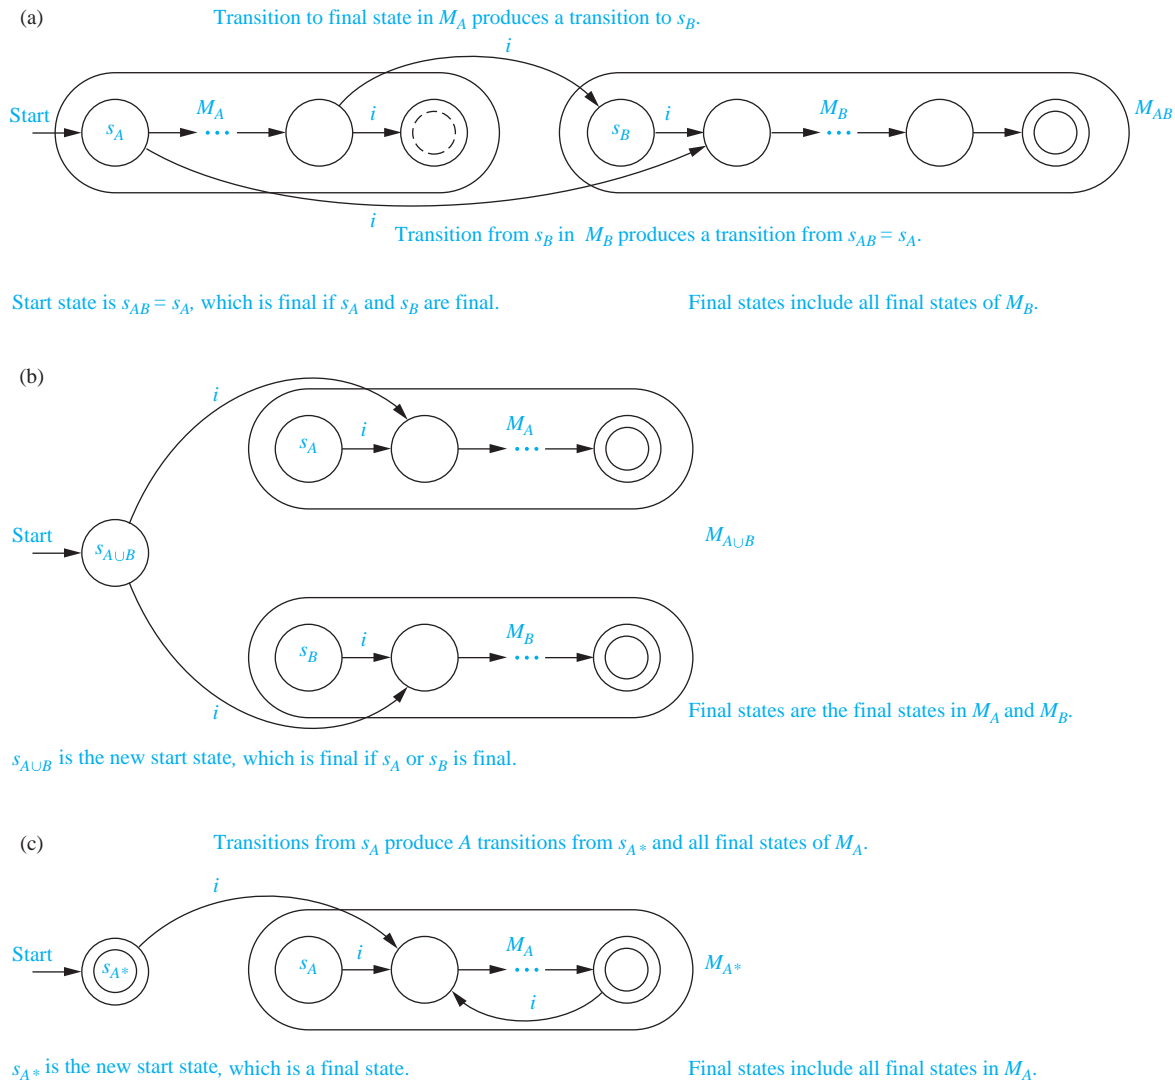 (a)
Transition to final state in M_A produces a transition to s_B.
i
Start
s_A
M_A
...
i
s_B
i
M_B
...
M_AB
i
Transition from s_B in M_B produces a transition from s_AB = s_A.
Start state is s_AB = s_A, which is final if s_A and s_B are final.
Final states include all final states of M_B.
(b)
i
s_A
i
M_A
...
Start
s_A∪B
M_A∪B
s_B
i
M_B
...
i
Final states are the final states in M_A and M_B.
s_A∪B is the new start state, which is final if s_A or s_B is final.
(c)
Transitions from s_A produce A transitions from s_A* and all final states of M_A.
i
Start
s_A*
s_A
i
M_A
...
M_A*
i
s_A* is the new start state, which is a final state.
Final states include all final states in M_A.